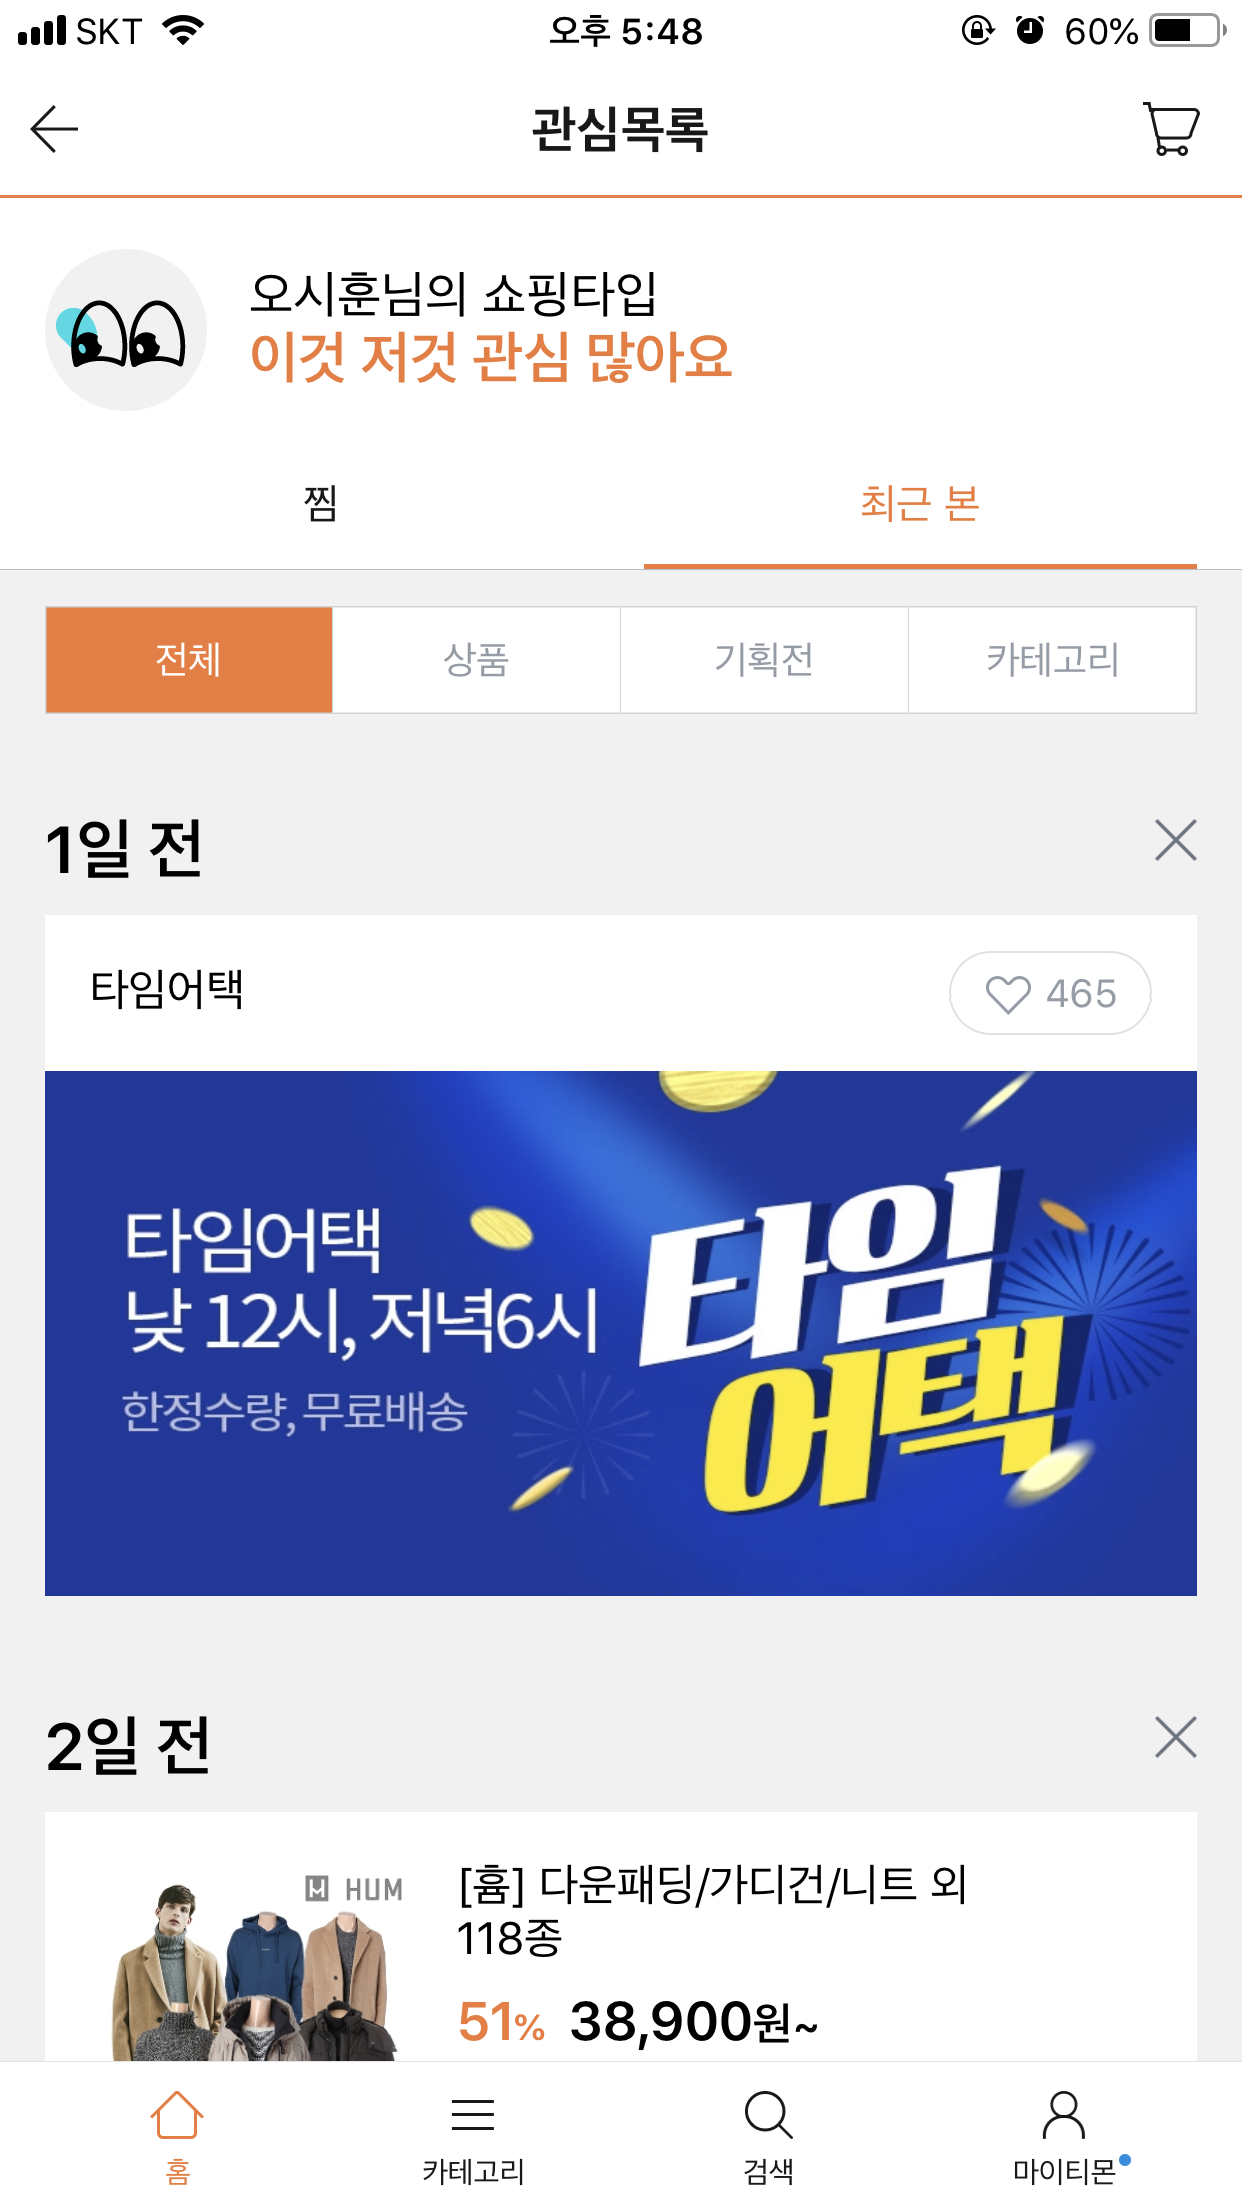 SKT 오후 5:48 60%
관심목록
오시훈님의 쇼핑타입
이것 저것 관심 많아요
찜 최근 본
전체 상품 기획전 카테고리
1일 전
타임어택 465
타임어택
낮 12시, 저녁6시
한정수량, 무료배송
타임
어택
2일 전
HUM
[흄] 다운패딩/가디건/니트 외
118종
51% 38,900원~
홈 카테고리 검색 마이티몬